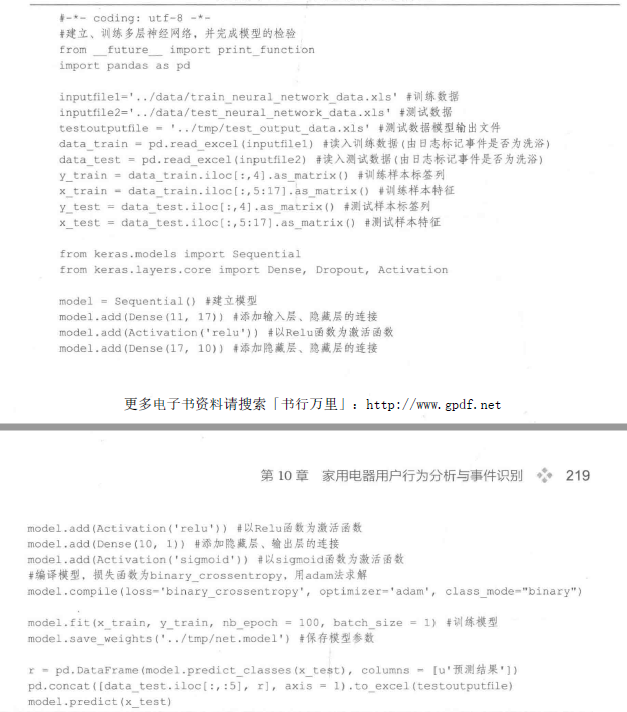 #-*- coding: utf-8 -*-
#建立、训练多层神经网络，并完成模型的检验
from __future__ import print_function
import pandas as pd
inputfile1='../data/train_neural_network_data.xls' #训练数据
inputfile2='../data/test_neural_network_data.xls' #测试数据
testoutputfile = '../tmp/test_output_data.xls' #测试数据模型输出文件
data_train = pd.read_excel(inputfile1) #读入训练数据(由日志标记事件是否为洗浴)
data_test = pd.read_excel(inputfile2) #读入测试数据(由日志标记事件是否为洗浴)
y_train = data_train.iloc[:,4].as_matrix() #训练样本标签列
x_train = data_train.iloc[:,5:17].as_matrix() #训练样本特征
y_test = data_test.iloc[:,4].as_matrix() #测试样本标签列
x_test = data_test.iloc[:,5:17].as_matrix() #测试样本特征
from keras.models import Sequential
from keras.layers.core import Dense, Dropout, Activation
model = Sequential() #建立模型
model.add(Dense(11, 17)) #添加输入层、隐藏层的连接
model.add(Activation('relu')) #以Relu函数为激活函数
model.add(Dense(17, 10)) #添加隐藏层、隐藏层的连接
更多电子书资料请搜索「书行万里」：http://www.gpdf.net
第 10 章 家用电器用户行为分析与事件识别 219
model.add(Activation('relu')) #以Relu函数为激活函数
model.add(Dense(10, 1)) #添加隐藏层、输出层的连接
model.add(Activation('sigmoid')) #以sigmoid函数为激活函数
#编译模型，损失函数为binary_crossentropy，用adam法求解
model.compile(loss='binary_crossentropy', optimizer='adam', class_mode="binary")
model.fit(x_train, y_train, nb_epoch = 100, batch_size = 1) #训练模型
model.save_weights('../tmp/net.model') #保存模型参数
r = pd.DataFrame(model.predict_classes(x_test), columns = [u'预测结果'])
pd.concat([data_test.iloc[:,:5], r], axis = 1).to_excel(testoutputfile)
model.predict(x_test)